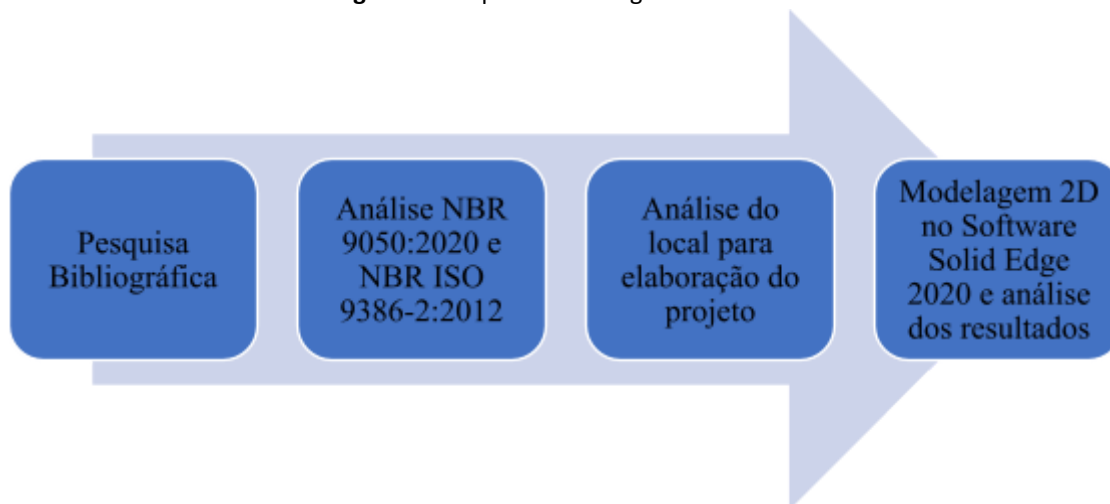 Pesquisa
Bibliográfica
Análise NBR
9050:2020 e
NBR ISO
9386-2:2012
Análise do
local para
elaboração do
projeto
Modelagem 2D
no Software
Solid Edge
2020 e análise
dos resultados